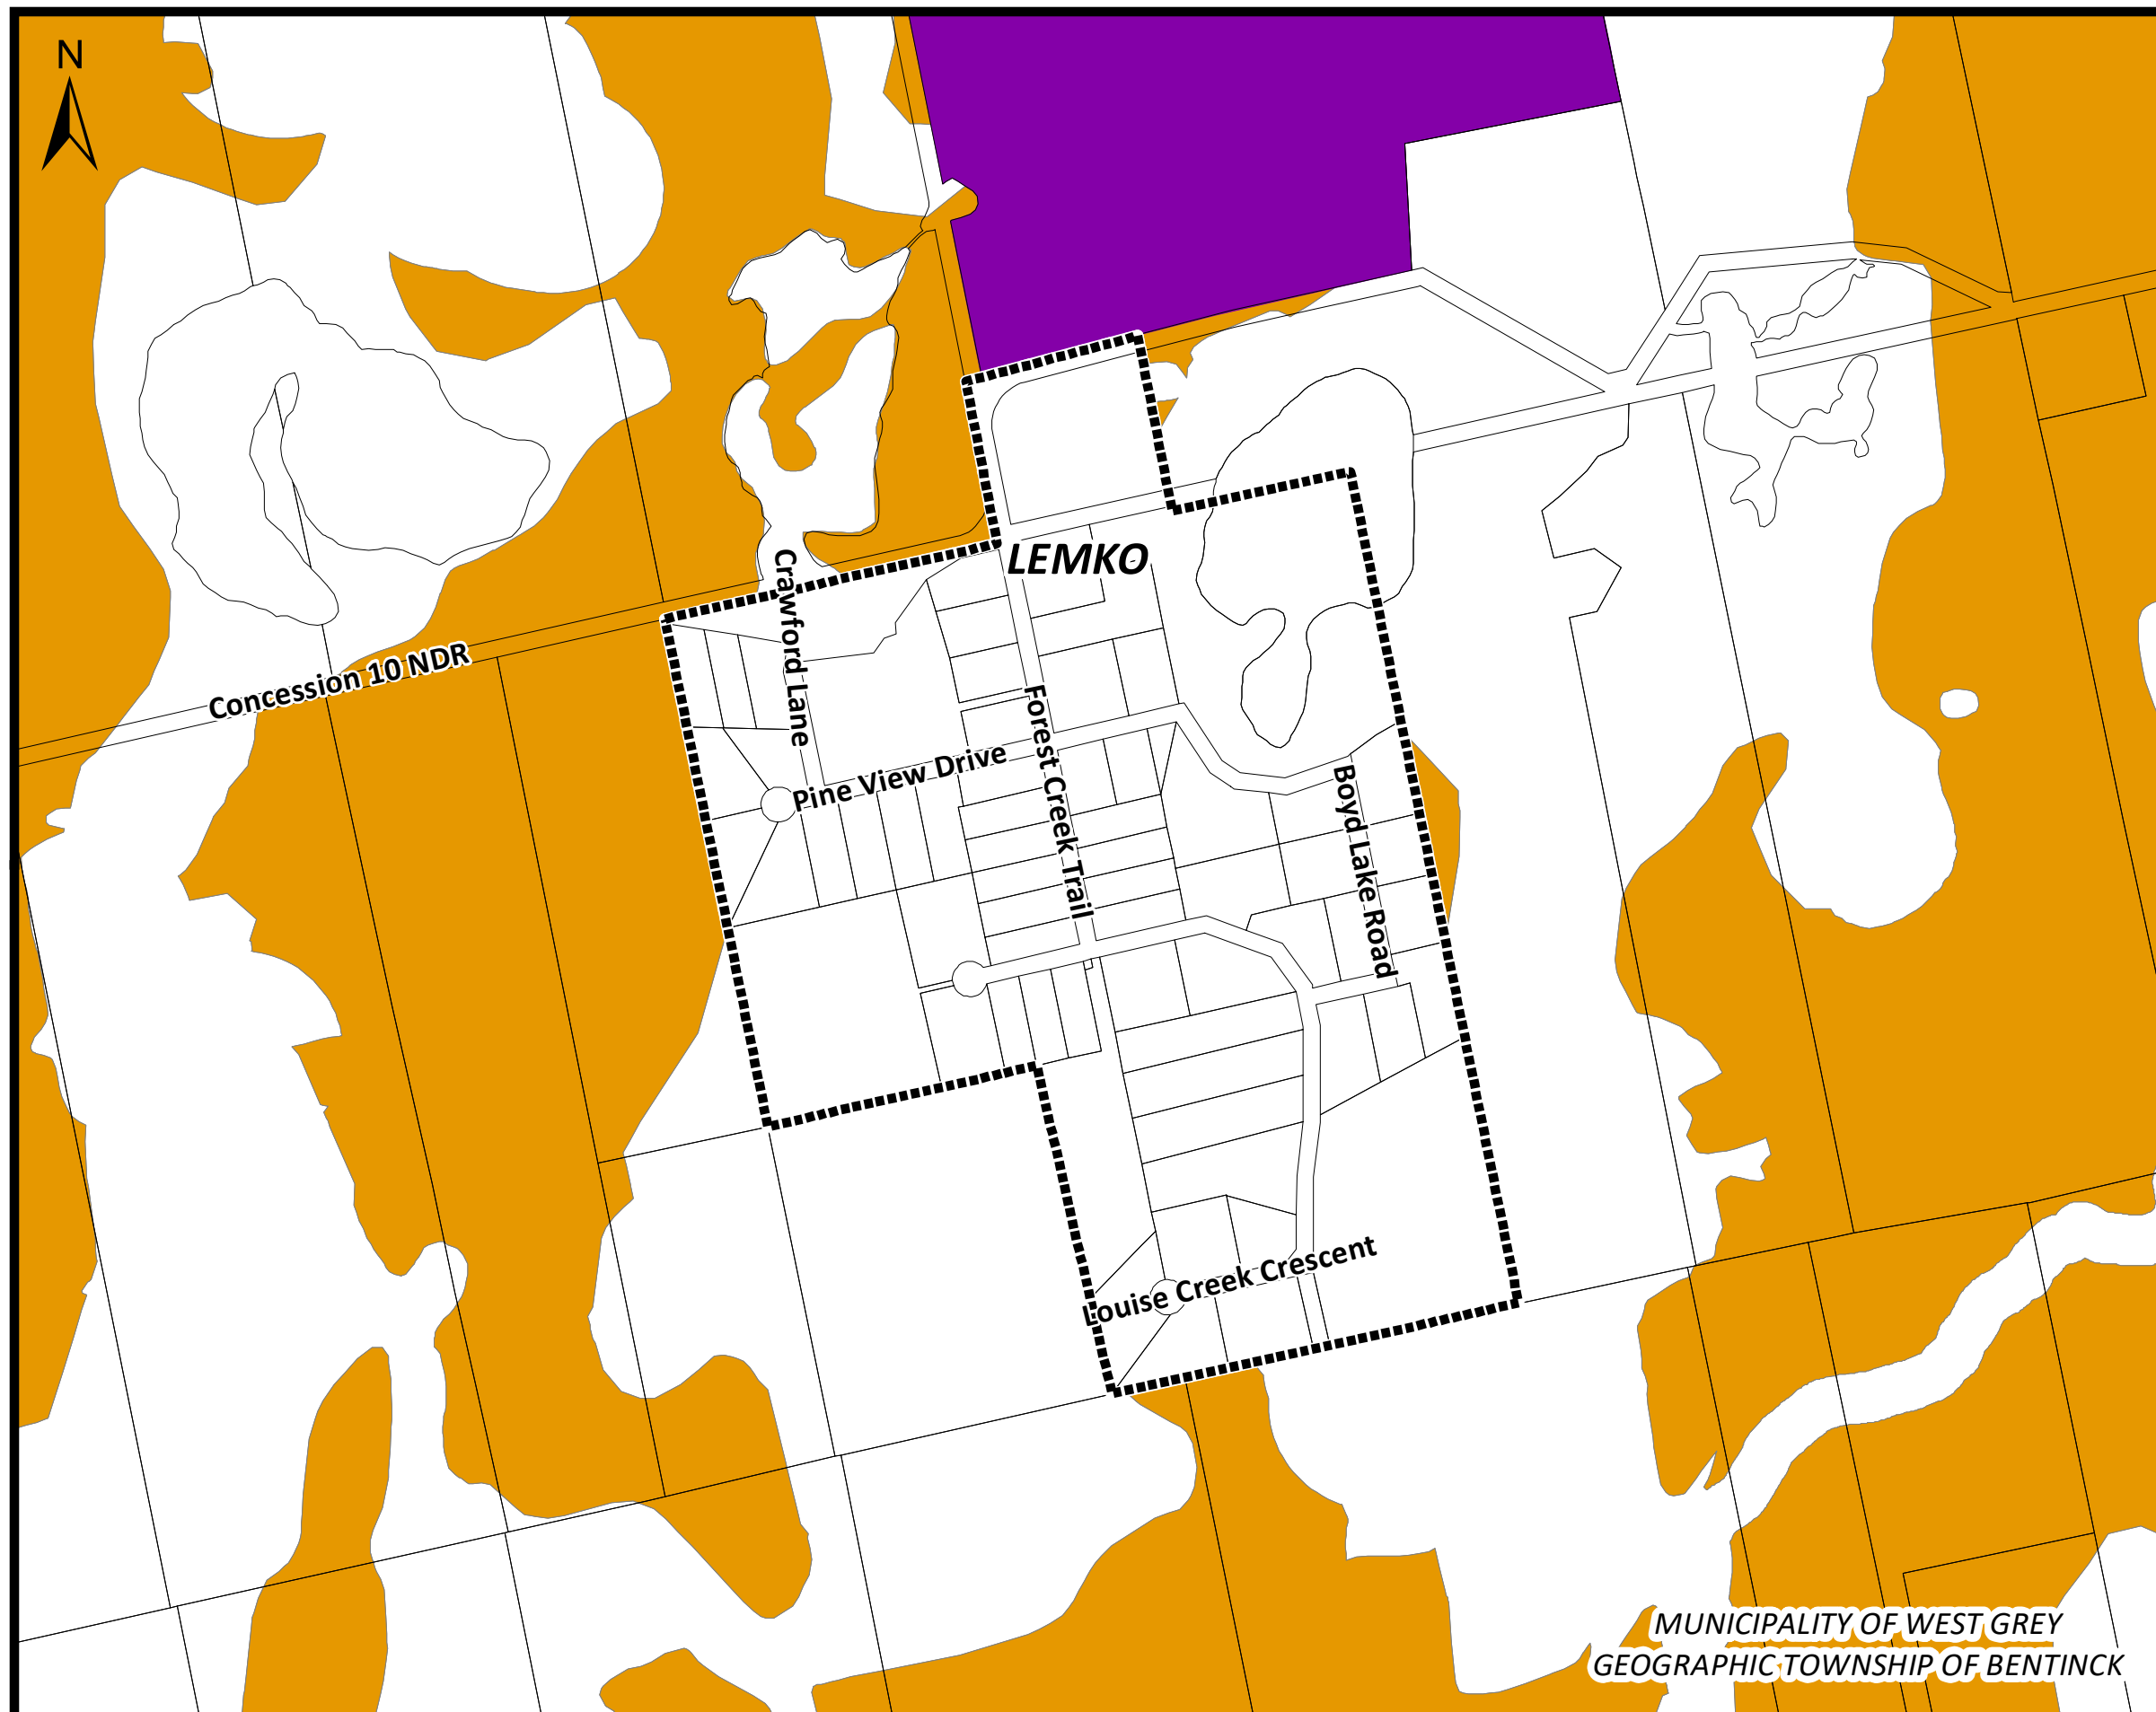 N
LEMKO
Crawford Lane
Concession 10 NDR
Forest Creek Trail
Pine View Drive
Boyd Lake Road
Louise Creek Crescent
MUNICIPALITY OF WEST GREY
GEOGRAPHIC TOWNSHIP OF BENTINCK